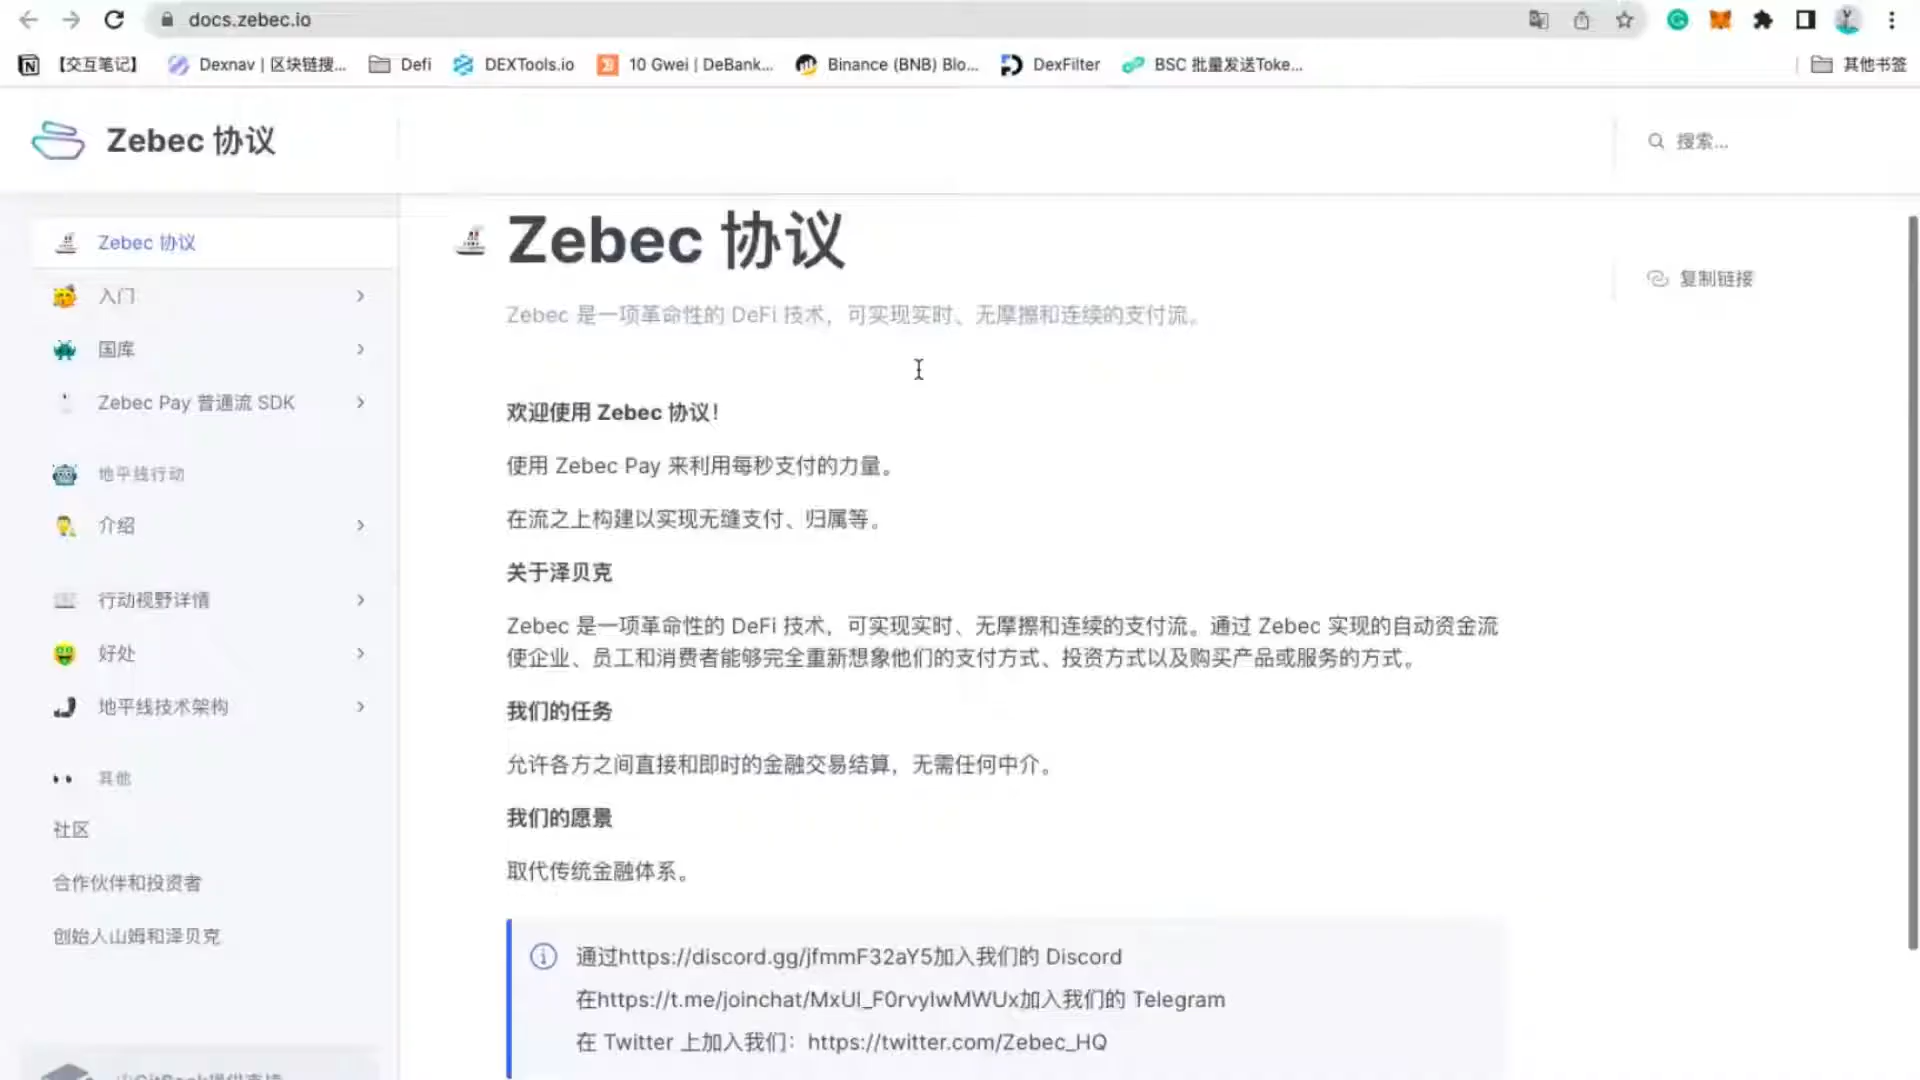 docs.zebec.io
【交互笔记】
Dexnav | 区块链搜...
Defi
DEXTools.io
10 Gwei | DeBank...
Binance (BNB) Blo...
DexFilter
BSC 批量发送Toke...
其他书签
Zebec 协议
搜索...
Zebec 协议
入门
国库
Zebec Pay 普通流 SDK
地平线行动
介绍
行动视野详情
好处
地平线技术架构
其他
社区
合作伙伴和投资者
创始人山姆和泽贝克
由GitBook提供支持
Zebec 协议
复制链接
Zebec 是一项革命性的 DeFi 技术，可实现实时、无摩擦和连续的支付流。
欢迎使用 Zebec 协议！
使用 Zebec Pay 来利用每秒支付的力量。
在流之上构建以实现无缝支付、归属等。
关于泽贝克
Zebec 是一项革命性的 DeFi 技术，可实现实时、无摩擦和连续的支付流。通过 Zebec 实现的自动资金流
使企业、员工和消费者能够完全重新想象他们的支付方式、投资方式以及购买产品或服务的方式。
我们的任务
允许各方之间直接和即时的金融交易结算，无需任何中介。
我们的愿景
取代传统金融体系。
通过https://discord.gg/jfmmF32aY5加入我们的 Discord
在https://t.me/joinchat/MxUl_F0rvylwMWUx加入我们的 Telegram
在 Twitter 上加入我们：https://twitter.com/Zebec_HQ